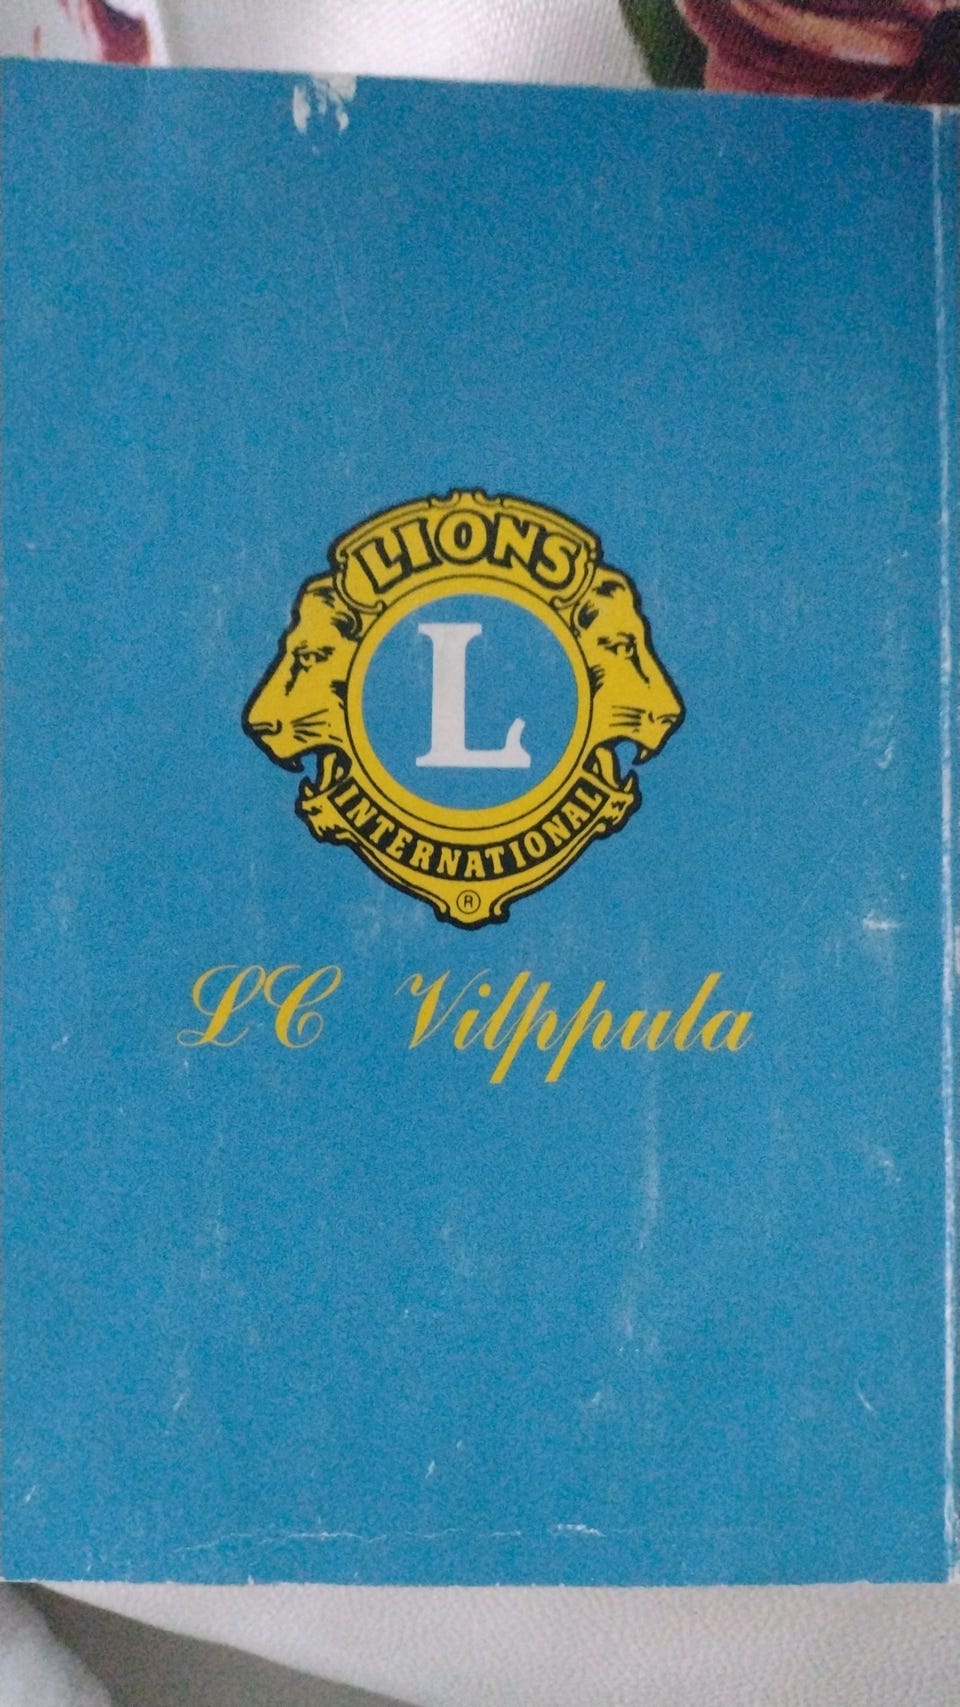 LIONS
L
INTERNATIONAL
®
LC Vilppula